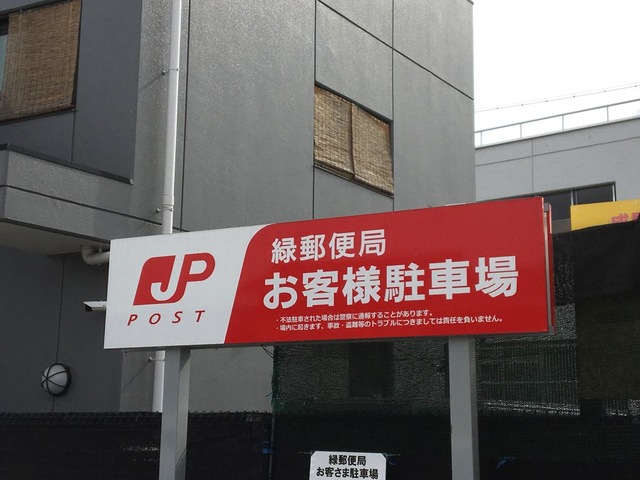 JP
POST
緑郵便局
お客様駐車場
・不法駐車された場合は警察に通報することがあります。
・場内に起きます、事故・盗難等のトラブルにつきましては責任を負いません。
緑郵便局
お客さま駐車場